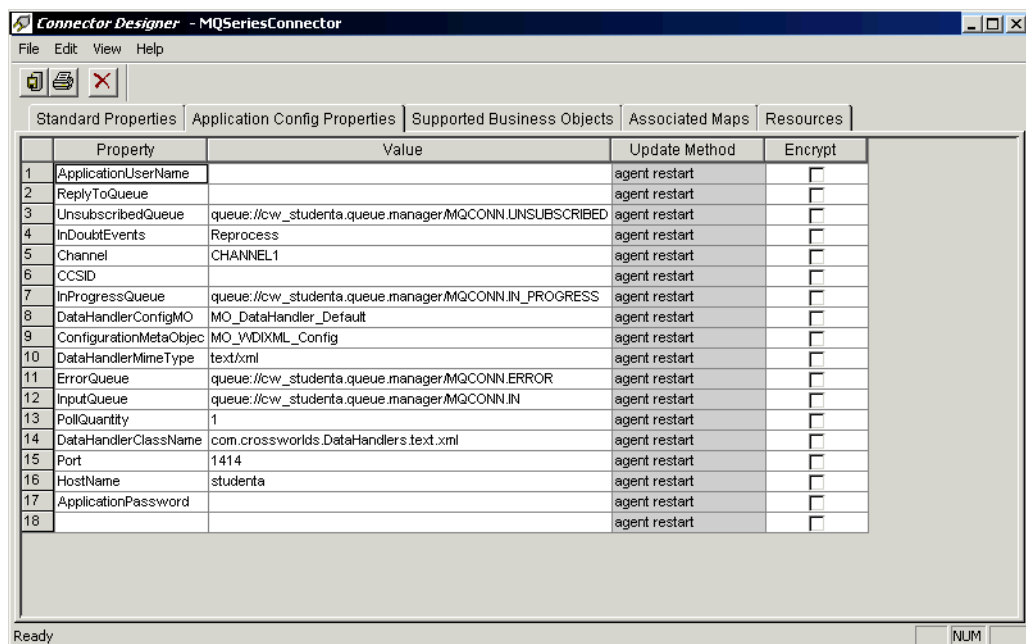 Connector Designer - MQSeriesConnector
File Edit View Help
Standard Properties Application Config Properties Supported Business Objects Associated Maps Resources
Property Value Update Method Encrypt
1 ApplicationUserName agent restart
2 ReplyToQueue agent restart
3 UnsubscribedQueue queue://cw_studenta.queue.manager/MQCONN.UNSUBSCRIBED agent restart
4 InDoubtEvents Reprocess agent restart
5 Channel CHANNEL1 agent restart
6 CCSID agent restart
7 InProgressQueue queue://cw_studenta.queue.manager/MQCONN.IN_PROGRESS agent restart
8 DataHandlerConfigMO MO_DataHandler_Default agent restart
9 ConfigurationMetaObjec MO_WDIXML_Config agent restart
10 DataHandlerMimeType text/xml agent restart
11 ErrorQueue queue://cw_studenta.queue.manager/MQCONN.ERROR agent restart
12 InputQueue queue://cw_studenta.queue.manager/MQCONN.IN agent restart
13 PollQuantity 1 agent restart
14 DataHandlerClassName com.crossworlds.DataHandlers.text.xml agent restart
15 Port 1414 agent restart
16 HostName studenta agent restart
17 ApplicationPassword agent restart
18 agent restart
Ready NUM